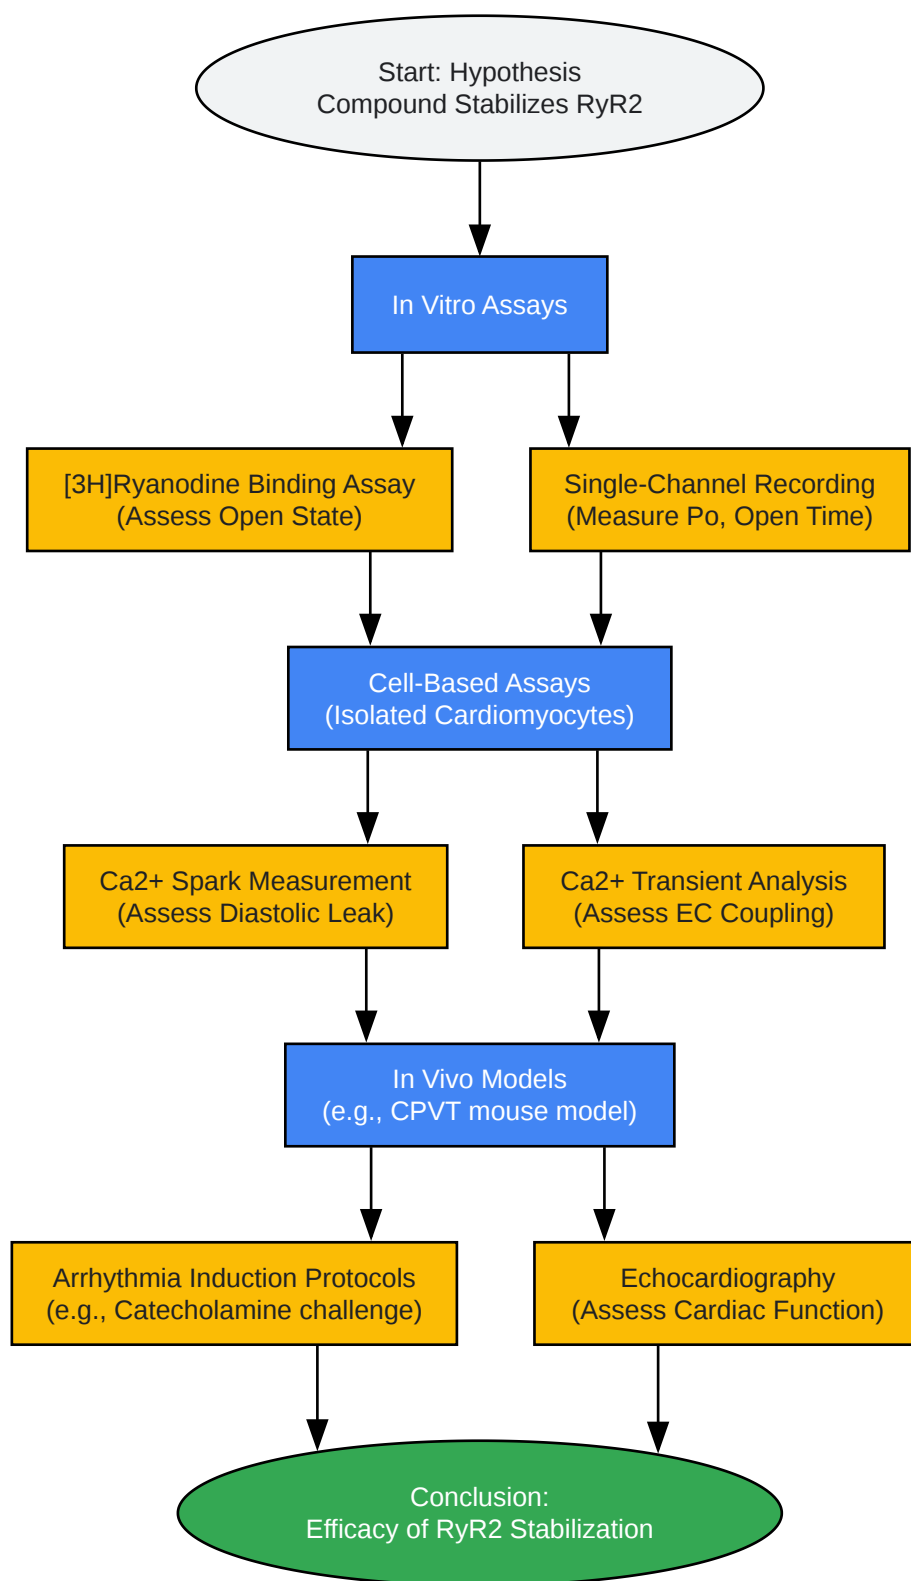 Start: Hypothesis
Compound Stabilizes RyR2
In Vitro Assays
[3H]Ryanodine Binding Assay
(Assess Open State)
Single-Channel Recording
(Measure Po, Open Time)
Cell-Based Assays
(Isolated Cardiomyocytes)
Ca2+ Spark Measurement
(Assess Diastolic Leak)
Ca2+ Transient Analysis
(Assess EC Coupling)
In Vivo Models
(e.g., CPVT mouse model)
Arrhythmia Induction Protocols
(e.g., Catecholamine challenge)
Echocardiography
(Assess Cardiac Function)
Conclusion:
Efficacy of RyR2 Stabilization